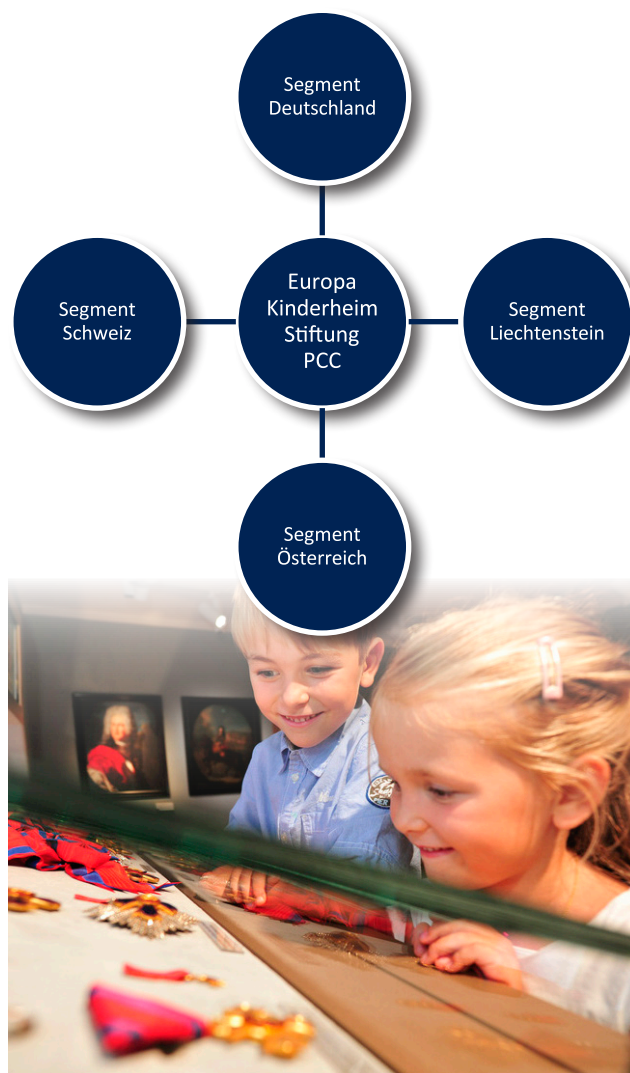 Segment
Deutschland
Segment
Schweiz
Europa
Kinderheim
Stiftung
PCC
Segment
Liechtenstein
Segment
Österreich